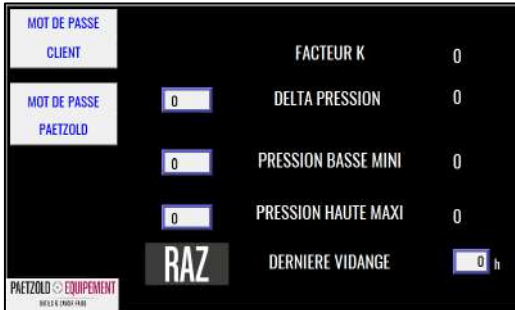 MOT DE PASSE
CLIENT
FACTEUR K 0
MOT DE PASSE
PAETZOLD
0 DELTA PRESSION 0
0 PRESSION BASSE MINI 0
0 PRESSION HAUTE MAXI 0
RAZ DERNIERE VIDANGE 0 h
PAETZOLD EQUIPEMENT